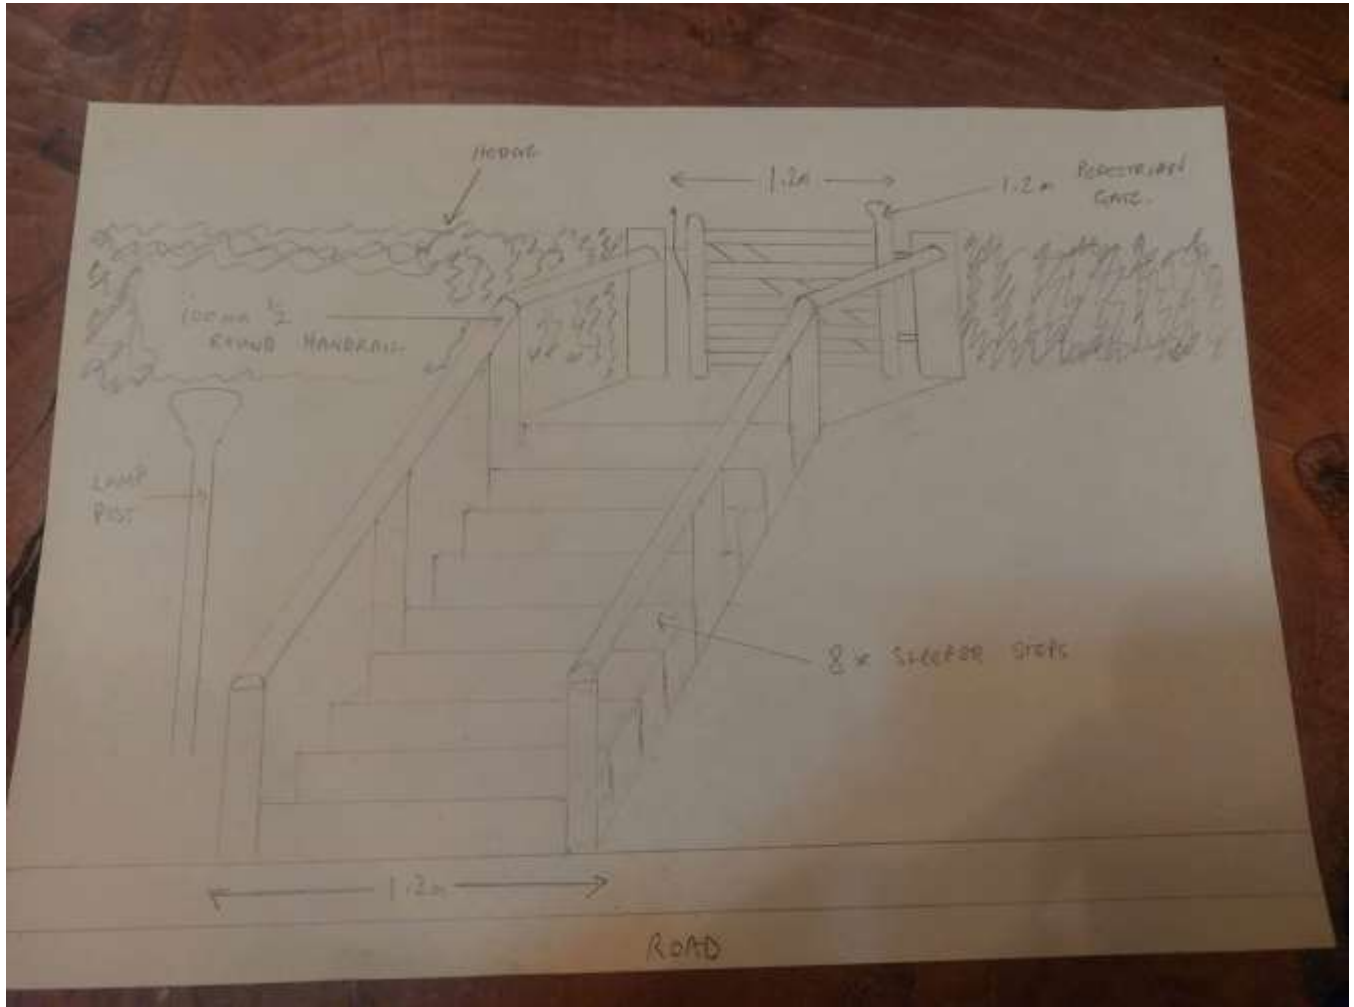 HEDGE
1.2m
1.2m PEDESTRIAN
GATE
100mm 1/2
ROUND HANDRAIL
LAMP
POST
8 x SLEEPER STEPS
1.2m
ROAD